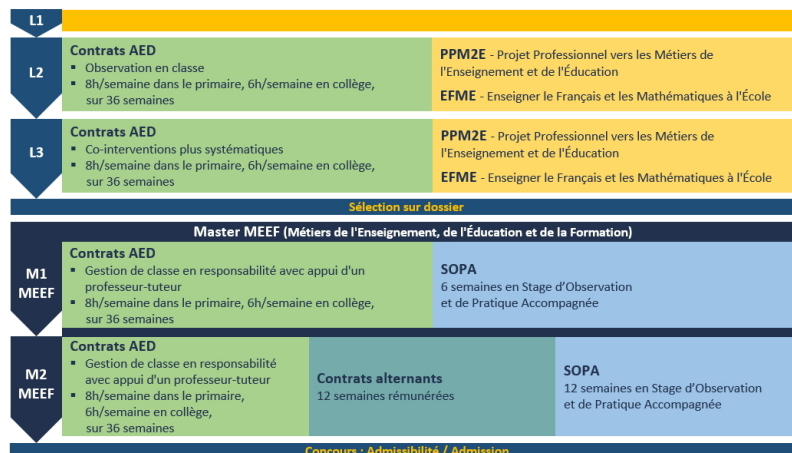 L1
L2
Contrats AED
▪ Observation en classe
▪ 8h/semaine dans le primaire, 6h/semaine en collège,
sur 36 semaines
PPM2E - Projet Professionnel vers les Métiers de
l'Enseignement et de l'Éducation
EFME - Enseigner le Français et les Mathématiques à l'École
L3
Contrats AED
▪ Co-interventions plus systématiques
▪ 8h/semaine dans le primaire, 6h/semaine en collège,
sur 36 semaines
PPM2E - Projet Professionnel vers les Métiers de
l'Enseignement et de l'Éducation
EFME - Enseigner le Français et les Mathématiques à l'École
Sélection sur dossier
Master MEEF (Métiers de l'Enseignement, de l'Éducation et de la Formation)
M1
MEEF
Contrats AED
▪ Gestion de classe en responsabilité avec appui d'un
professeur-tuteur
▪ 8h/semaine dans le primaire, 6h/semaine en collège,
sur 36 semaines
SOPA
6 semaines en Stage d’Observation
et de Pratique Accompagnée
M2
MEEF
Contrats AED
▪ Gestion de classe en responsabilité
avec appui d'un professeur-tuteur
▪ 8h/semaine dans le primaire,
6h/semaine en collège,
sur 36 semaines
Contrats alternants
12 semaines rémunérées
SOPA
12 semaines en Stage d’Observation
et de Pratique Accompagnée
Concours : Admissibilité / Admission